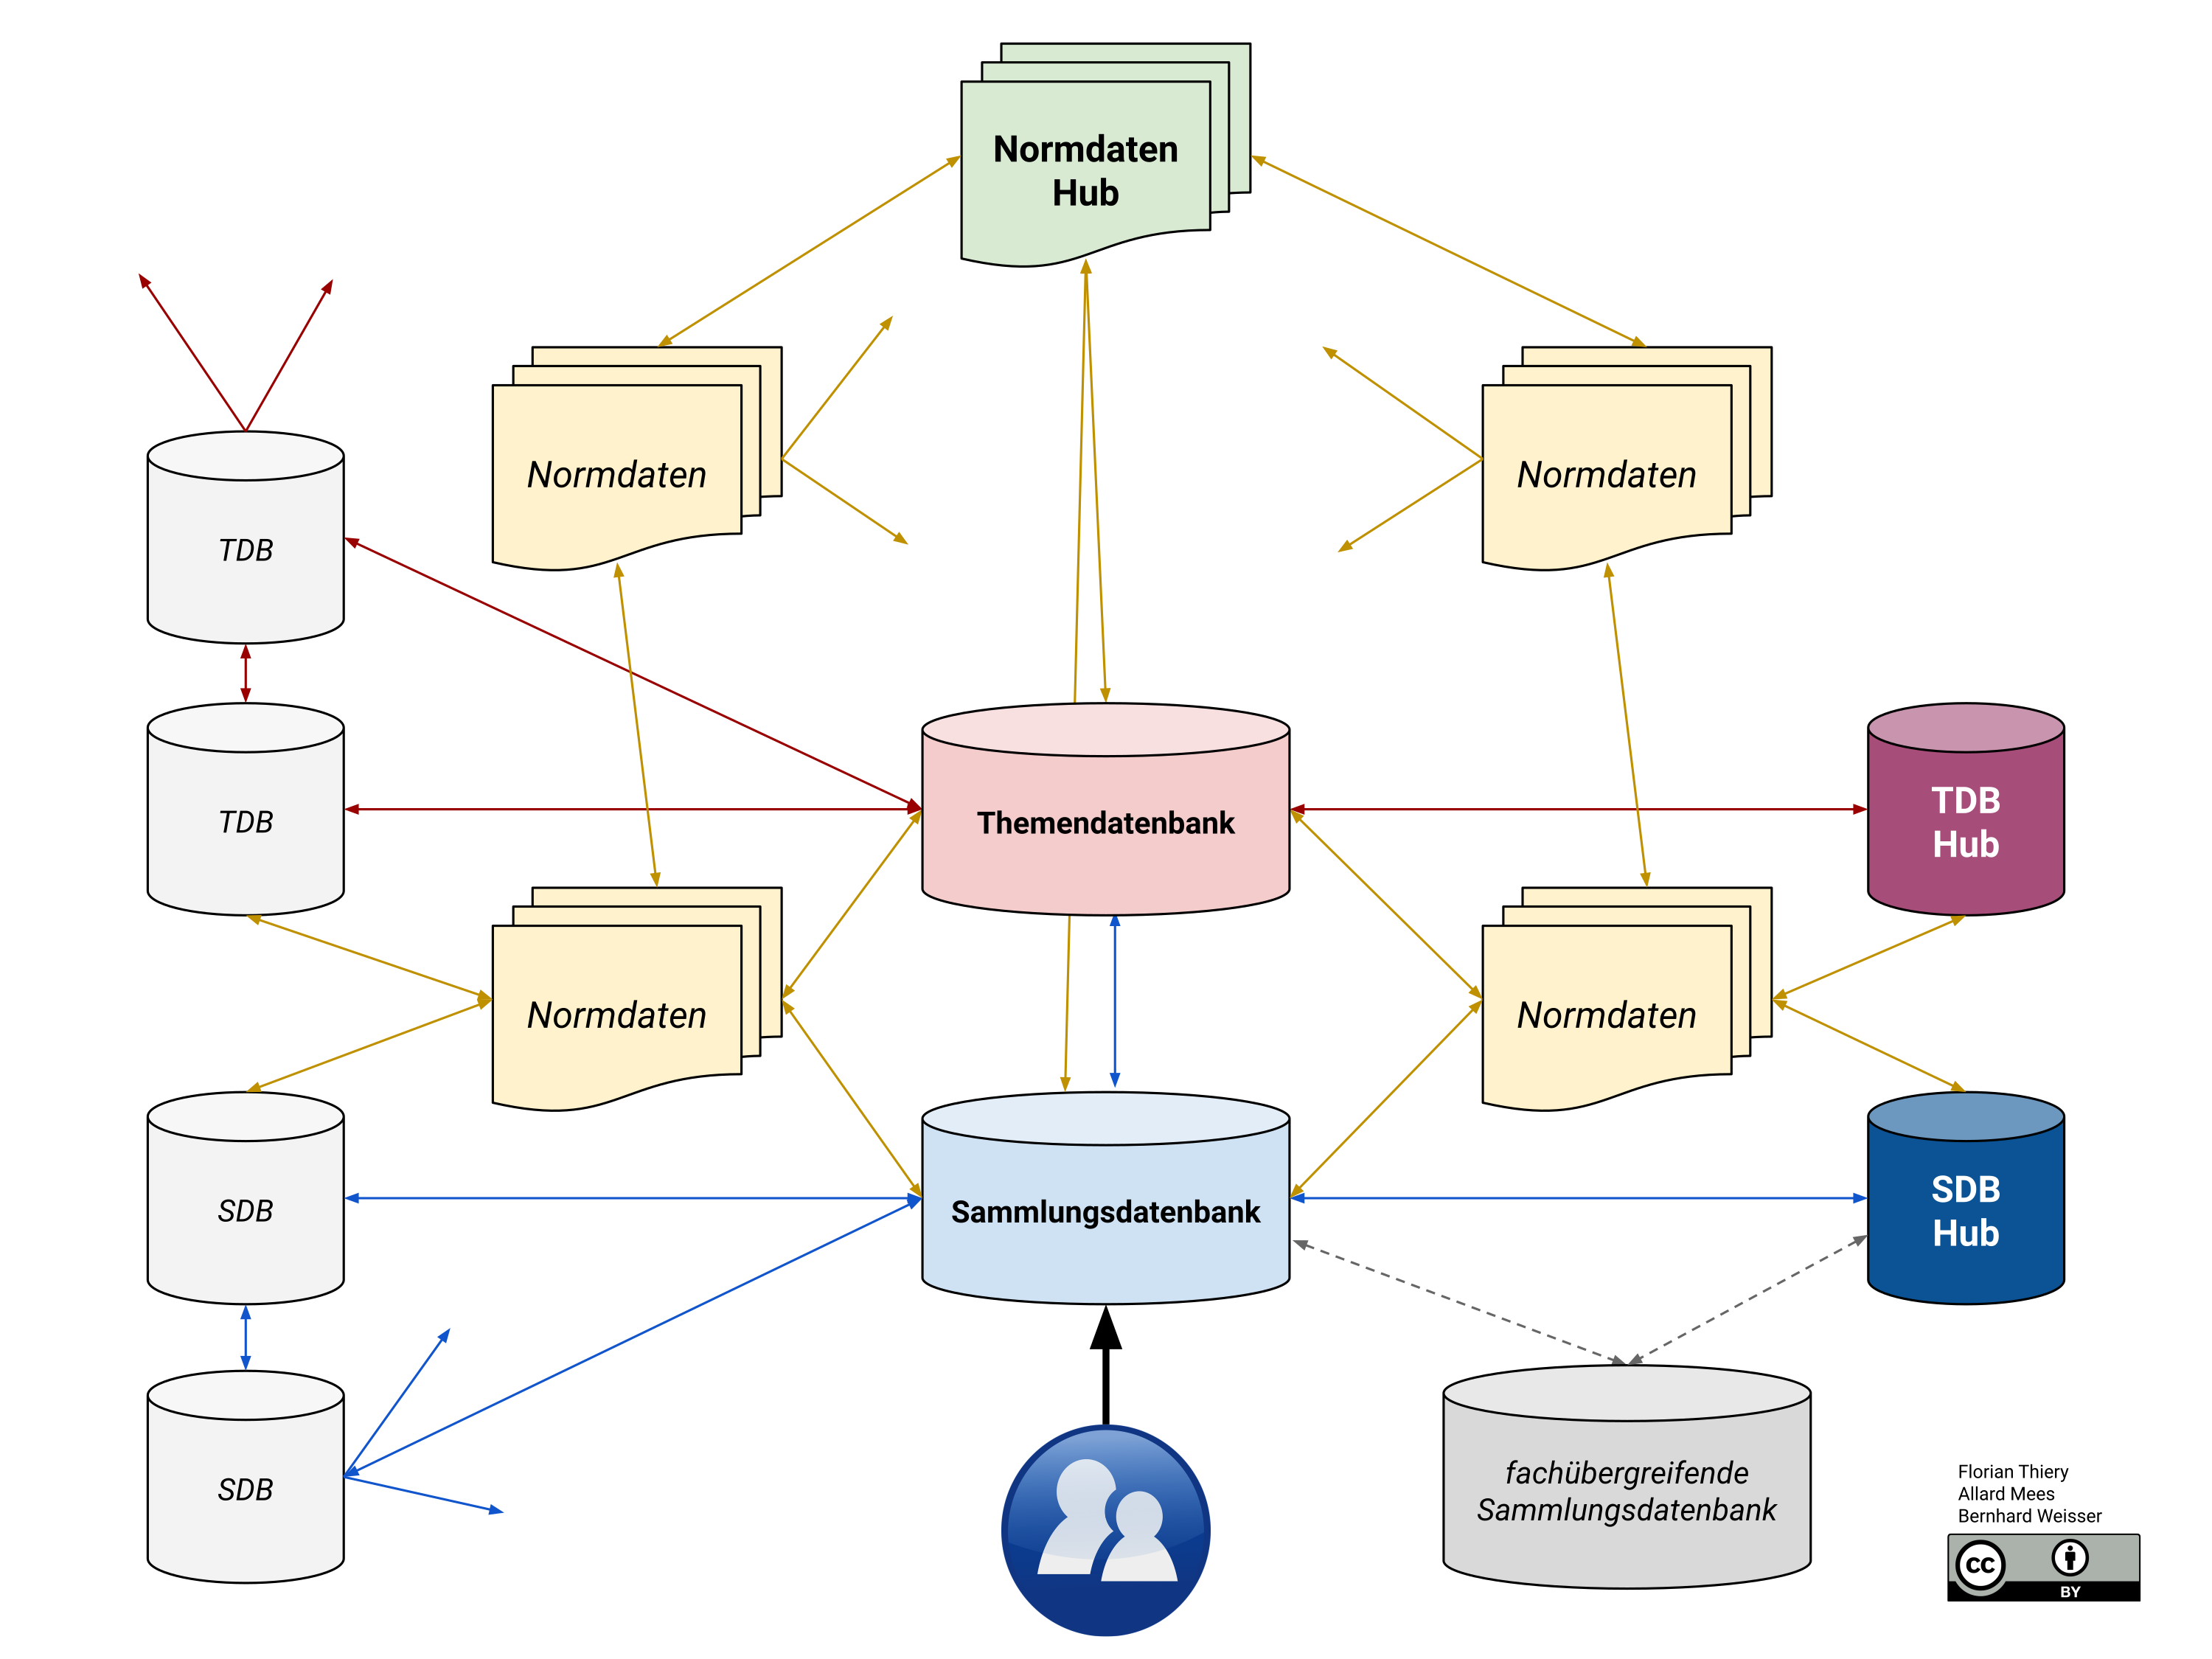 Normdaten
Hub
Normdaten
Normdaten
TDB
TDB
Themendatenbank
TDB
Hub
Normdaten
Normdaten
SDB
Sammlungsdatenbank
SDB
Hub
SDB
fachübergreifende
Sammlungsdatenbank
Florian Thiery
Allard Mees
Bernhard Weisser
cc
BY